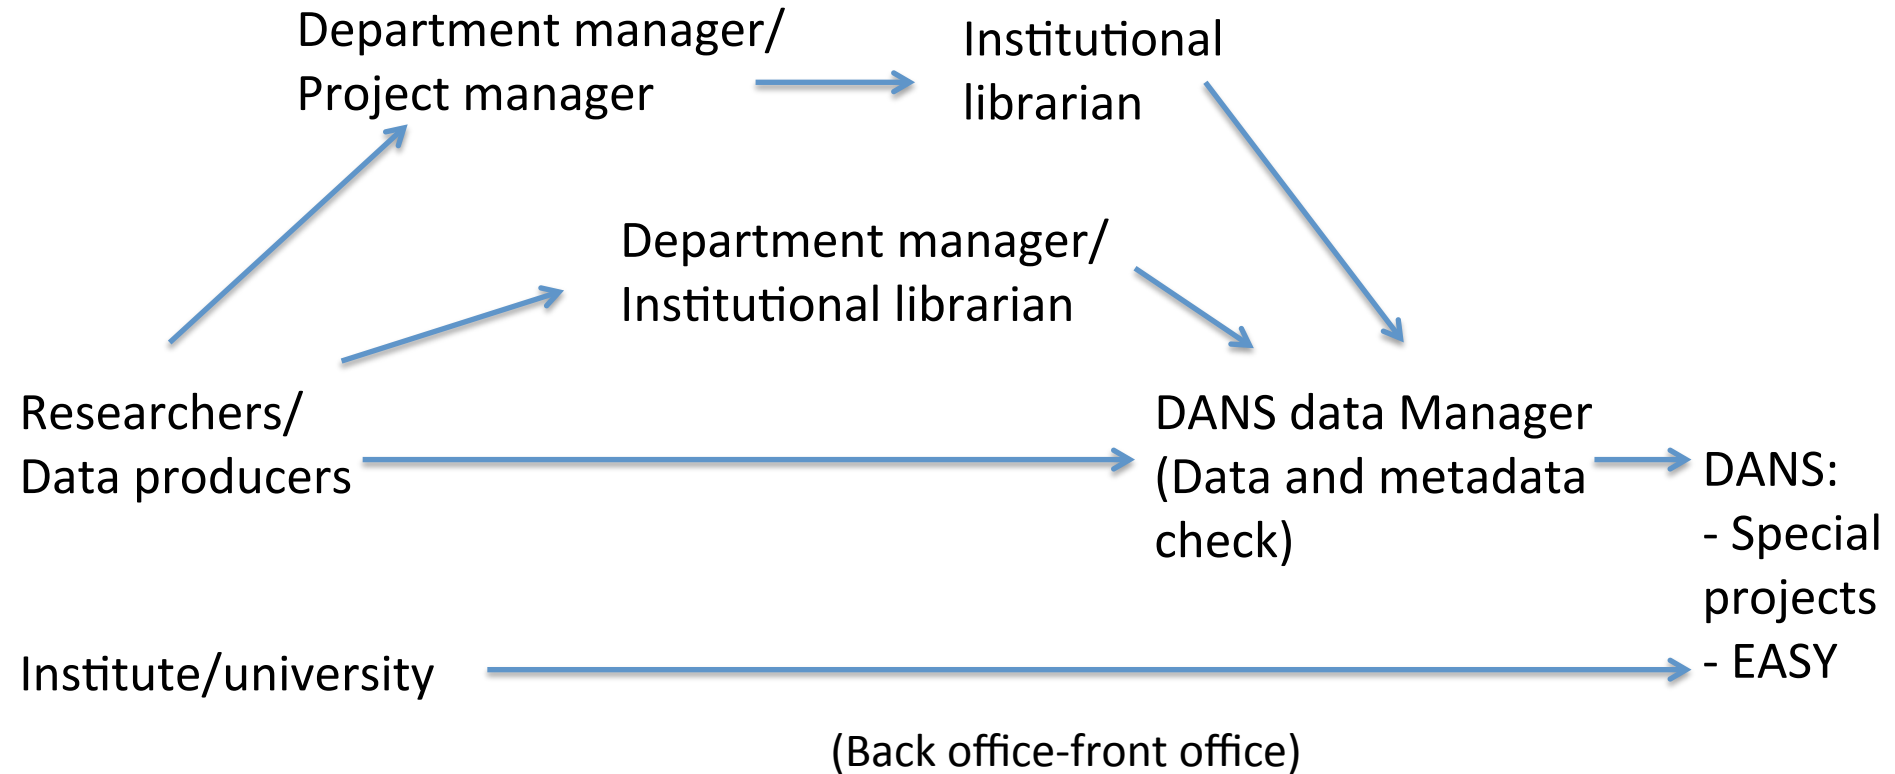 Department manager/
Project manager
Institutional
librarian
Department manager/
Institutional librarian
Researchers/
Data producers
DANS data Manager
(Data and metadata
check)
DANS:
- Special
projects
- EASY
Institute/university
(Back office-front office)